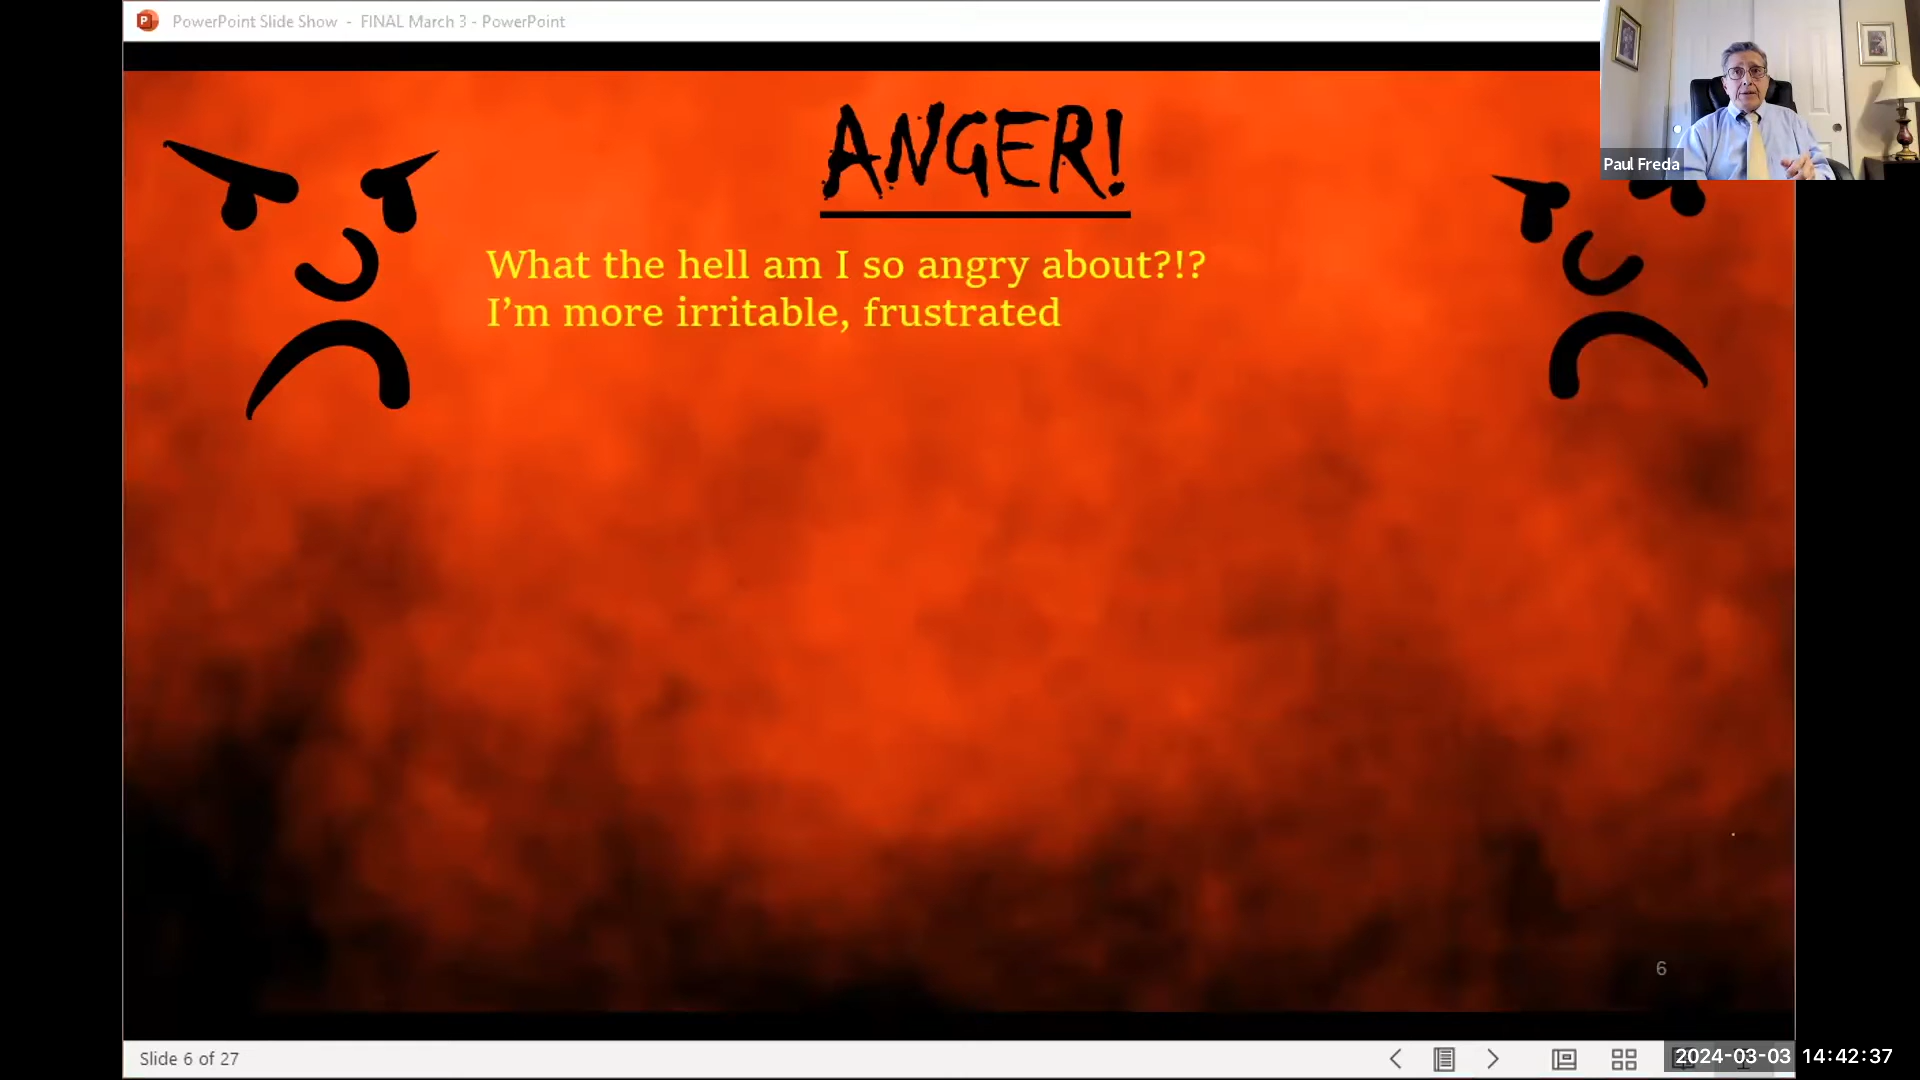 PowerPoint Slide Show - FINAL March 3 - PowerPoint
Paul Freda
ANGER!
What the hell am I so angry about?!?
I’m more irritable, frustrated
6
Slide 6 of 27
2024-03-03 14:42:37